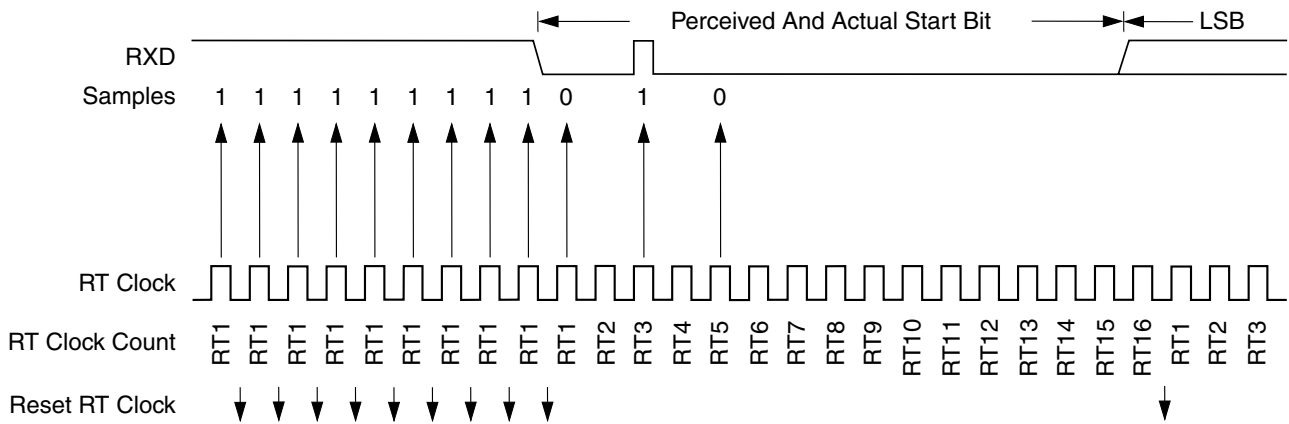 Perceived And Actual Start Bit LSB
RXD
Samples 1 1 1 1 1 1 1 1 1 0 1 0
RT Clock
RT Clock Count RT1 RT1 RT1 RT1 RT1 RT1 RT1 RT1 RT1 RT1 RT2 RT3 RT4 RT5 RT6 RT7 RT8 RT9 RT10 RT11 RT12 RT13 RT14 RT15 RT16 RT1 RT2 RT3
Reset RT Clock